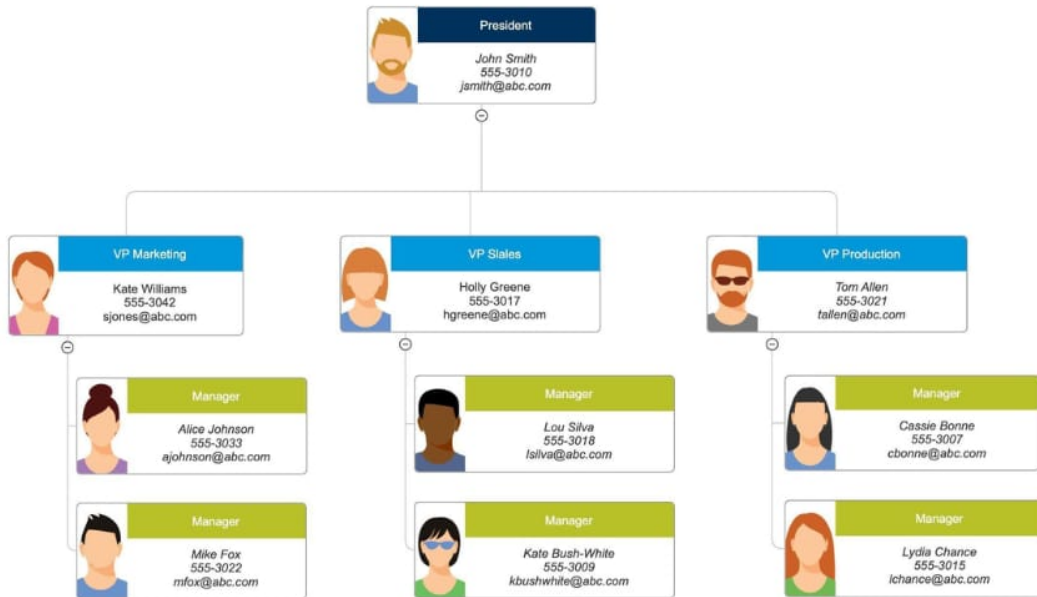 President
John Smith
555-3010
jsmith@abc.com
VP Marketing
Kate Williams
555-3042
sjones@abc.com
VP Slales
Holly Greene
555-3017
hgreene@abc.com
VP Production
Tom Allen
555-3021
tallen@abc.com
Manager
Alice Johnson
555-3033
ajohnson@abc.com
Manager
Lou Silva
555-3018
lsilva@abc.com
Manager
Cassie Bonne
555-3007
cbonne@abc.com
Manager
Mike Fox
555-3022
mfox@abc.com
Manager
Kate Bush-White
555-3009
kbushwhite@abc.com
Manager
Lydia Chance
555-3015
lchance@abc.com